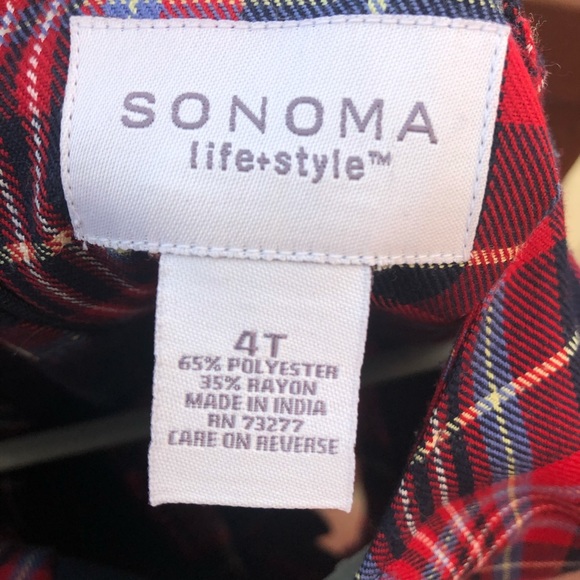 SONOMA
life+style™
4T
65% POLYESTER
35% RAYON
MADE IN INDIA
RN 73277
CARE ON REVERSE